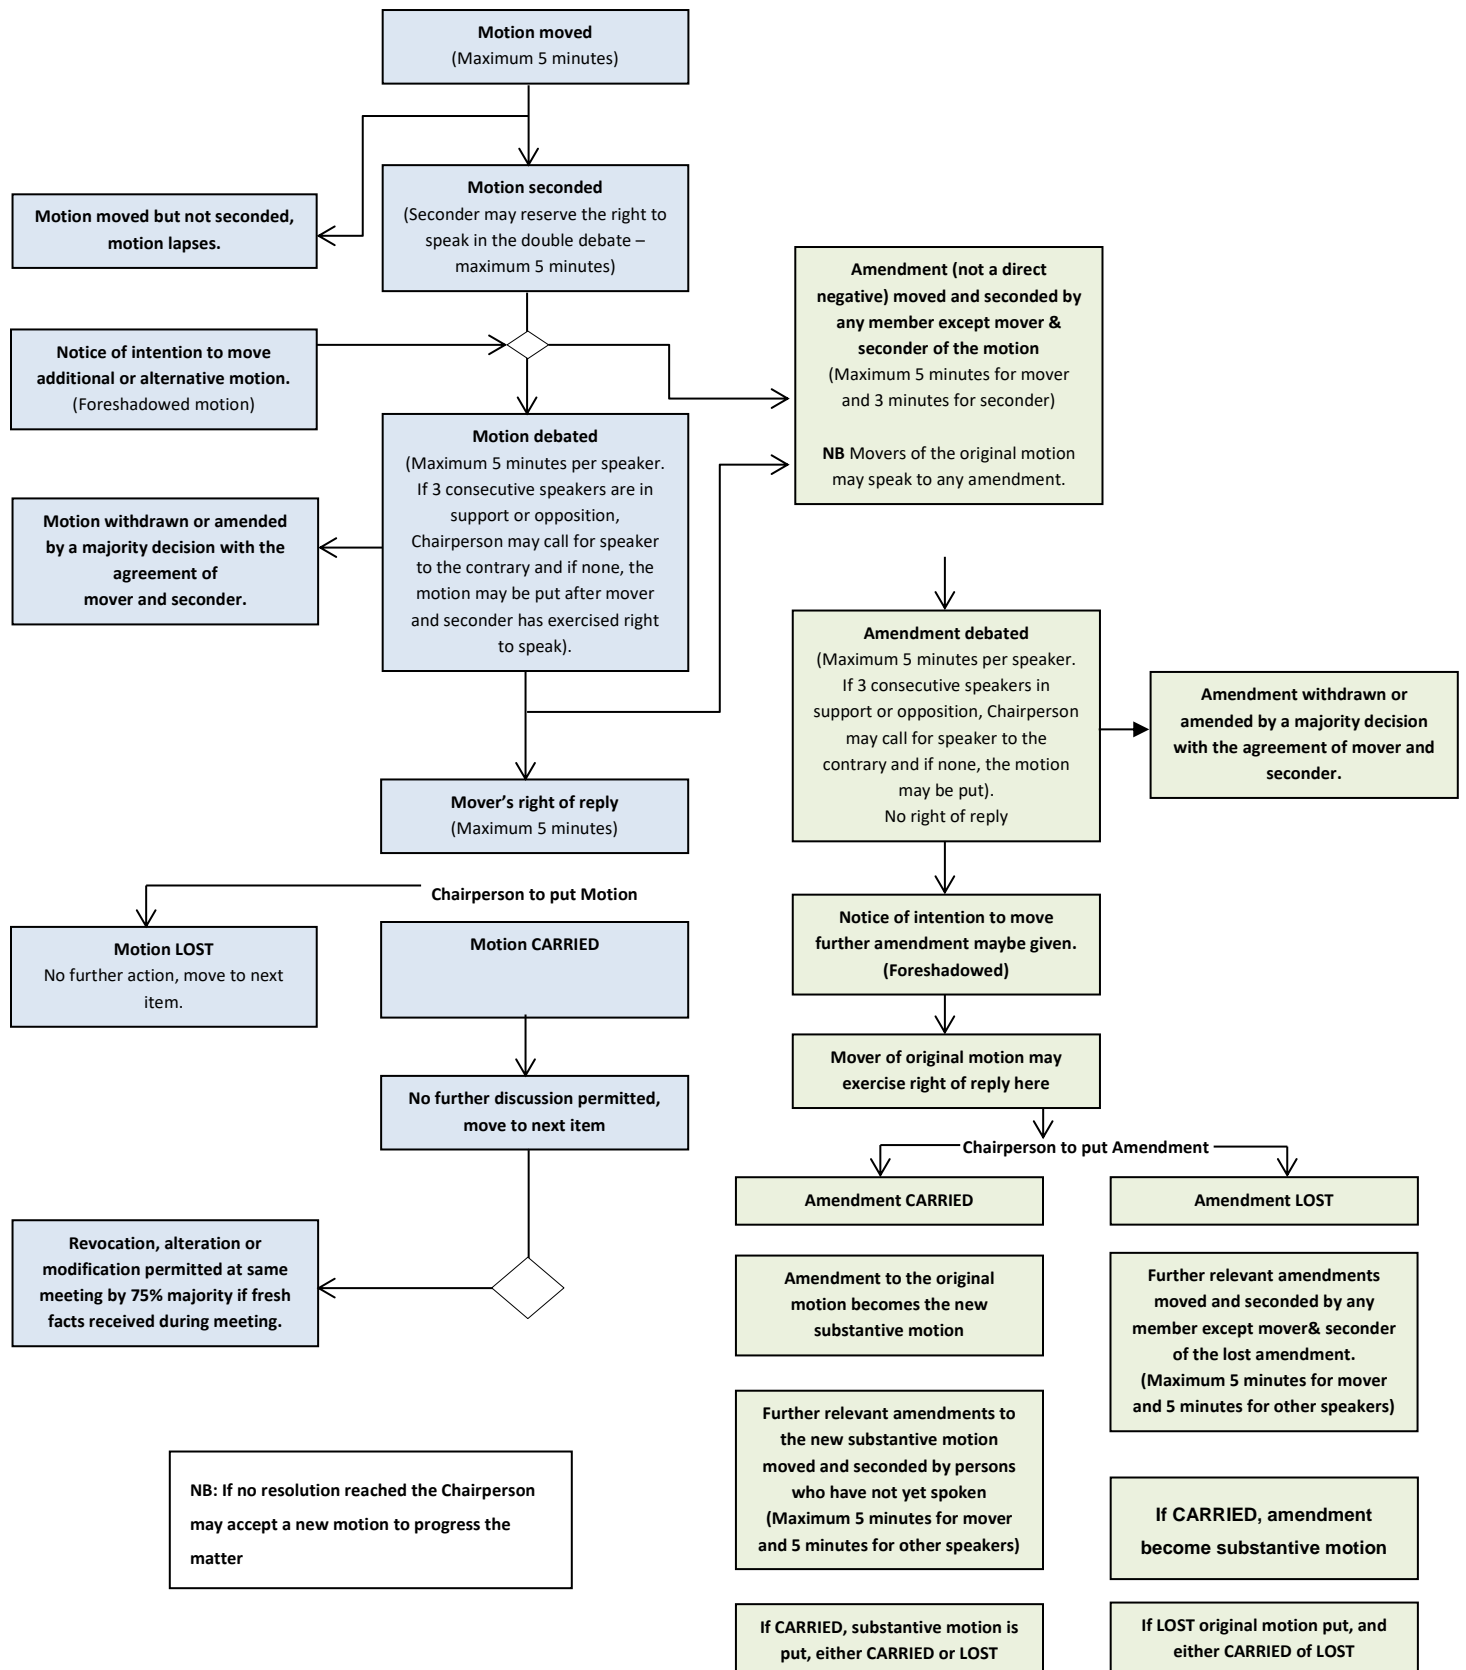 Motion moved
(Maximum 5 minutes)
Motion seconded
(Seconder may reserve the right to
speak in the double debate –
maximum 5 minutes)
Motion moved but not seconded,
motion lapses.
Notice of intention to move
additional or alternative motion.
(Foreshadowed motion)
Amendment (not a direct
negative) moved and seconded by
any member except mover &
seconder of the motion
(Maximum 5 minutes for mover
and 3 minutes for seconder)
NB Movers of the original motion
may speak to any amendment.
Motion debated
(Maximum 5 minutes per speaker.
If 3 consecutive speakers are in
support or opposition,
Chairperson may call for speaker
to the contrary and if none, the
motion may be put after mover
and seconder has exercised right
to speak).
Motion withdrawn or amended
by a majority decision with the
agreement of
mover and seconder.
Amendment debated
(Maximum 5 minutes per speaker.
If 3 consecutive speakers in
support or opposition, Chairperson
may call for speaker to the
contrary and if none, the motion
may be put).
No right of reply
Amendment withdrawn or
amended by a majority decision
with the agreement of mover and
seconder.
Mover’s right of reply
(Maximum 5 minutes)
Chairperson to put Motion
Motion LOST
No further action, move to next
item.
Motion CARRIED
Notice of intention to move
further amendment maybe given.
(Foreshadowed)
Mover of original motion may
exercise right of reply here
No further discussion permitted,
move to next item
Chairperson to put Amendment
Amendment CARRIED
Amendment LOST
Revocation, alteration or
modification permitted at same
meeting by 75% majority if fresh
facts received during meeting.
Amendment to the original
motion becomes the new
substantive motion
Further relevant amendments
moved and seconded by any
member except mover& seconder
of the lost amendment.
(Maximum 5 minutes for mover
and 5 minutes for other speakers)
Further relevant amendments to
the new substantive motion
moved and seconded by persons
who have not yet spoken
(Maximum 5 minutes for mover
and 5 minutes for other speakers)
NB: If no resolution reached the Chairperson
may accept a new motion to progress the
matter
If CARRIED, amendment
become substantive motion
If CARRIED, substantive motion is
put, either CARRIED or LOST
If LOST original motion put, and
either CARRIED of LOST